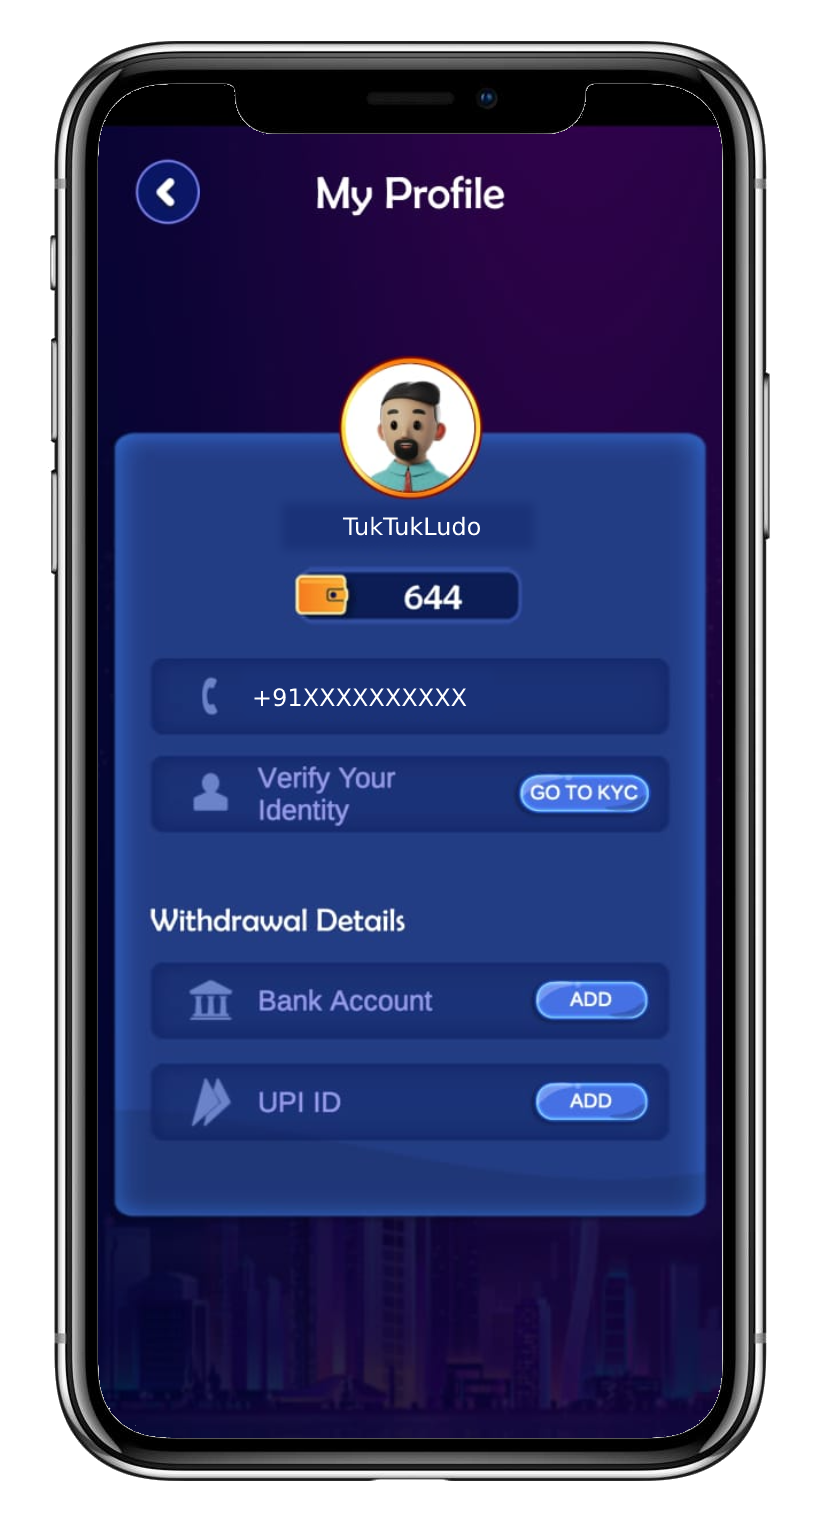 My Profile
TukTukLudo
644
+91XXXXXXXXXX
Verify Your
Identity
GO TO KYC
Withdrawal Details
Bank Account
ADD
UPI ID
ADD